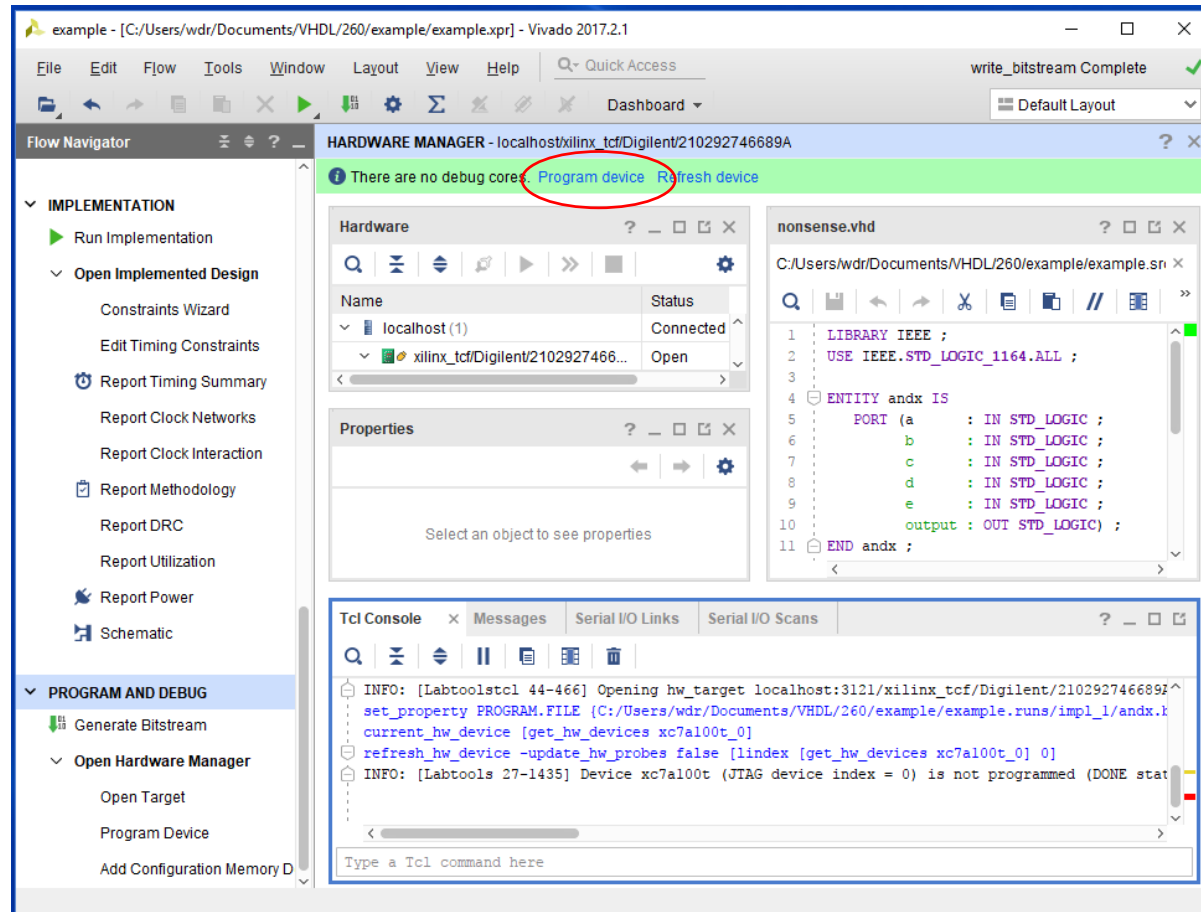 example - [C:/Users/wdr/Documents/VHDL/260/example/example.xpr] - Vivado 2017.2.1
File Edit Flow Tools Window Layout View Help Quick Access write_bitstream Complete
Dashboard Default Layout
Flow Navigator
HARDWARE MANAGER - localhost/xilinx_tcf/Digilent/210292746689A
There are no debug cores. Program device Refresh device
IMPLEMENTATION
Run Implementation
Open Implemented Design
Constraints Wizard
Edit Timing Constraints
Report Timing Summary
Report Clock Networks
Report Clock Interaction
Report Methodology
Report DRC
Report Utilization
Report Power
Schematic
PROGRAM AND DEBUG
Generate Bitstream
Open Hardware Manager
Open Target
Program Device
Add Configuration Memory D
Hardware
Name Status
localhost (1) Connected
xilinx_tcf/Digilent/2102927466... Open
Properties
Select an object to see properties
nonsense.vhd
C:/Users/wdr/Documents/VHDL/260/example/example.sr
1 LIBRARY IEEE ;
2 USE IEEE.STD_LOGIC_1164.ALL ;
3
4 ENTITY andx IS
5 PORT (a : IN STD_LOGIC ;
6 b : IN STD_LOGIC ;
7 c : IN STD_LOGIC ;
8 d : IN STD_LOGIC ;
9 e : IN STD_LOGIC ;
10 output : OUT STD_LOGIC) ;
11 END andx ;
Tcl Console Messages Serial I/O Links Serial I/O Scans
INFO: [Labtoolstcl 44-466] Opening hw_target localhost:3121/xilinx_tcf/Digilent/210292746689A
set_property PROGRAM.FILE {C:/Users/wdr/Documents/VHDL/260/example/example.runs/impl_1/andx.b
current_hw_device [get_hw_devices xc7a100t_0]
refresh_hw_device -update_hw_probes false [lindex [get_hw_devices xc7a100t_0] 0]
INFO: [Labtools 27-1435] Device xc7a100t (JTAG device index = 0) is not programmed (DONE stat
Type a Tcl command here